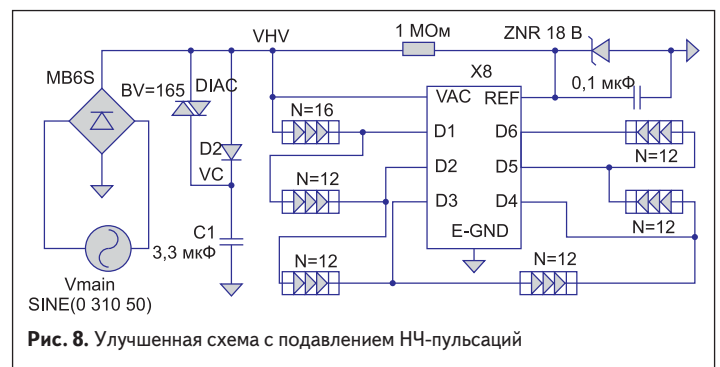 VHV
1 МОм
ZNR 18 В
MB6S
BV=165
DIAC
X8
0,1 мкФ
VAC
REF
N=16
D1
D6
N=12
D2
VC
D2
D5
N=12
D3
D4
N=12
C1
3,3 мкФ
E-GND
N=12
N=12
Vmain
SINE(0 310 50)
Рис. 8. Улучшенная схема с подавлением НЧ-пульсаций